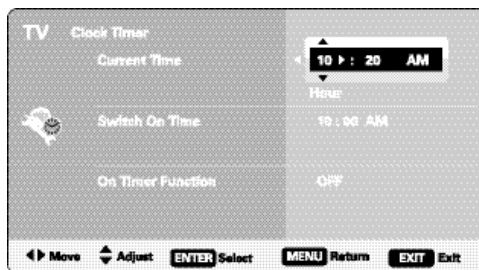 TV Clock Timer
Current Time 10 : 20 AM
Hour
Switch On Time 10 : 00 AM
On Timer Function OFF
Move Adjust ENTER Select MENU Return EXIT Exit